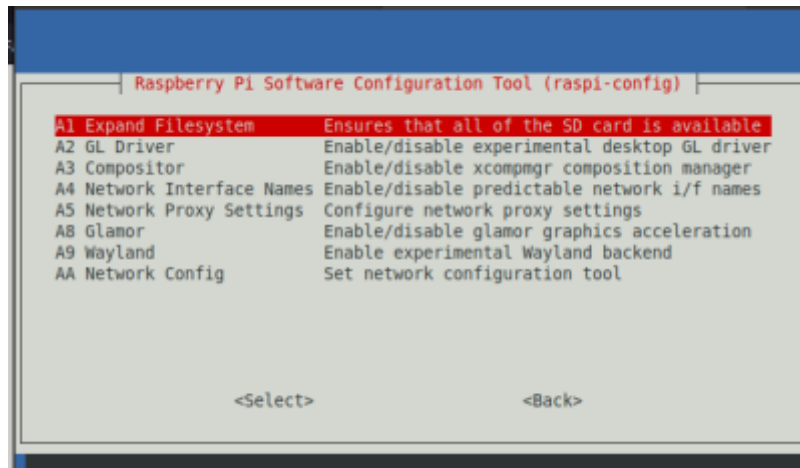 Raspberry Pi Software Configuration Tool (raspi-config)
A1 Expand Filesystem Ensures that all of the SD card is available
A2 GL Driver Enable/disable experimental desktop GL driver
A3 Compositor Enable/disable xcompmgr composition manager
A4 Network Interface Names Enable/disable predictable network i/f names
A5 Network Proxy Settings Configure network proxy settings
A8 Glamor Enable/disable glamor graphics acceleration
A9 Wayland Enable experimental Wayland backend
AA Network Config Set network configuration tool
<Select> <Back>